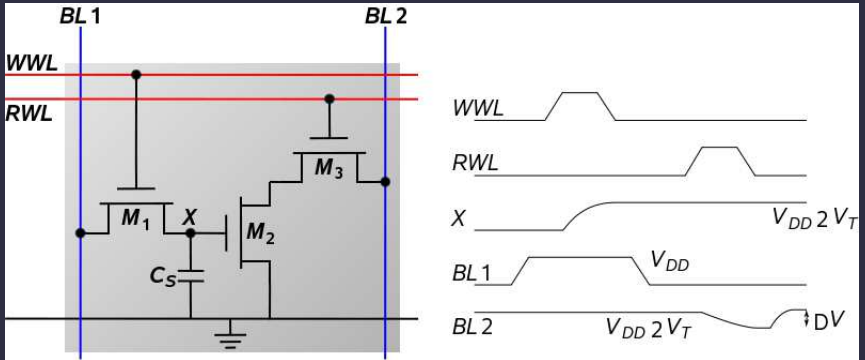 BL1
BL2
WWL
RWL
M3
M1
X
M2
CS
WWL
RWL
X
VDD 2 VT
BL1
VDD
BL2
VDD 2 VT
DV